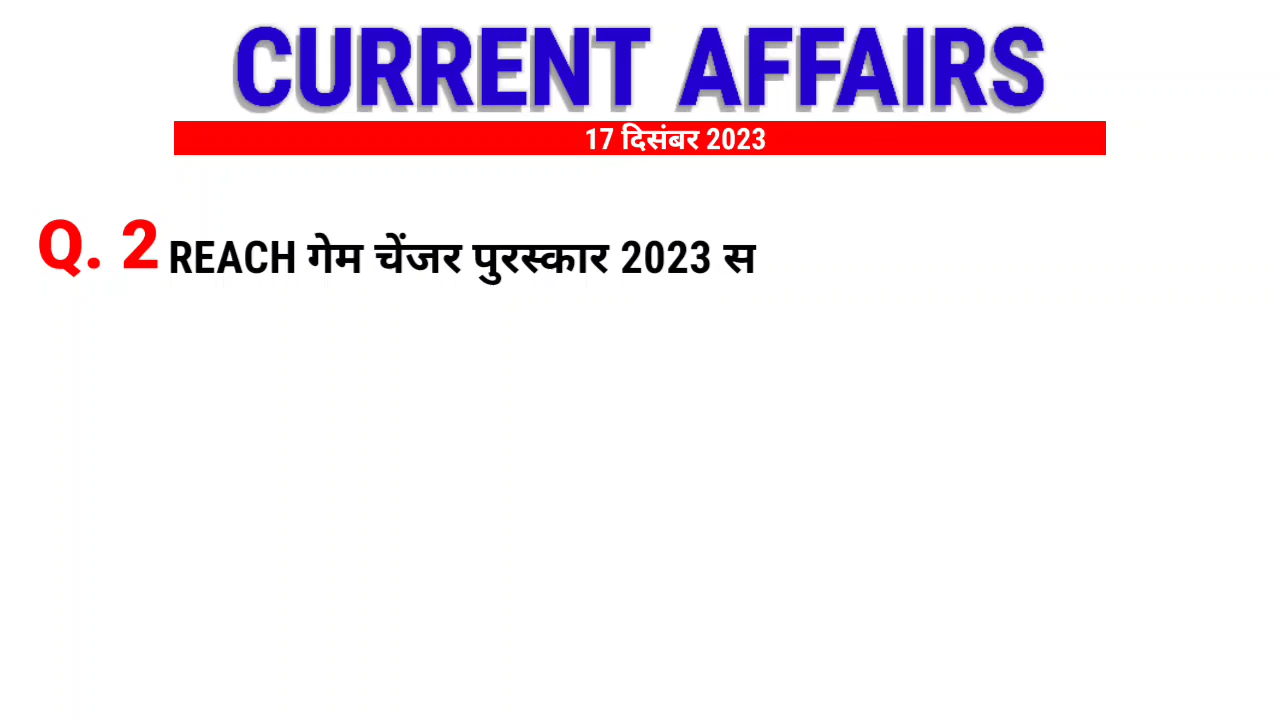 CURRENT AFFAIRS
17 दिसंबर 2023
Q. 2 REACH गेम चेंजर पुरस्कार 2023 स